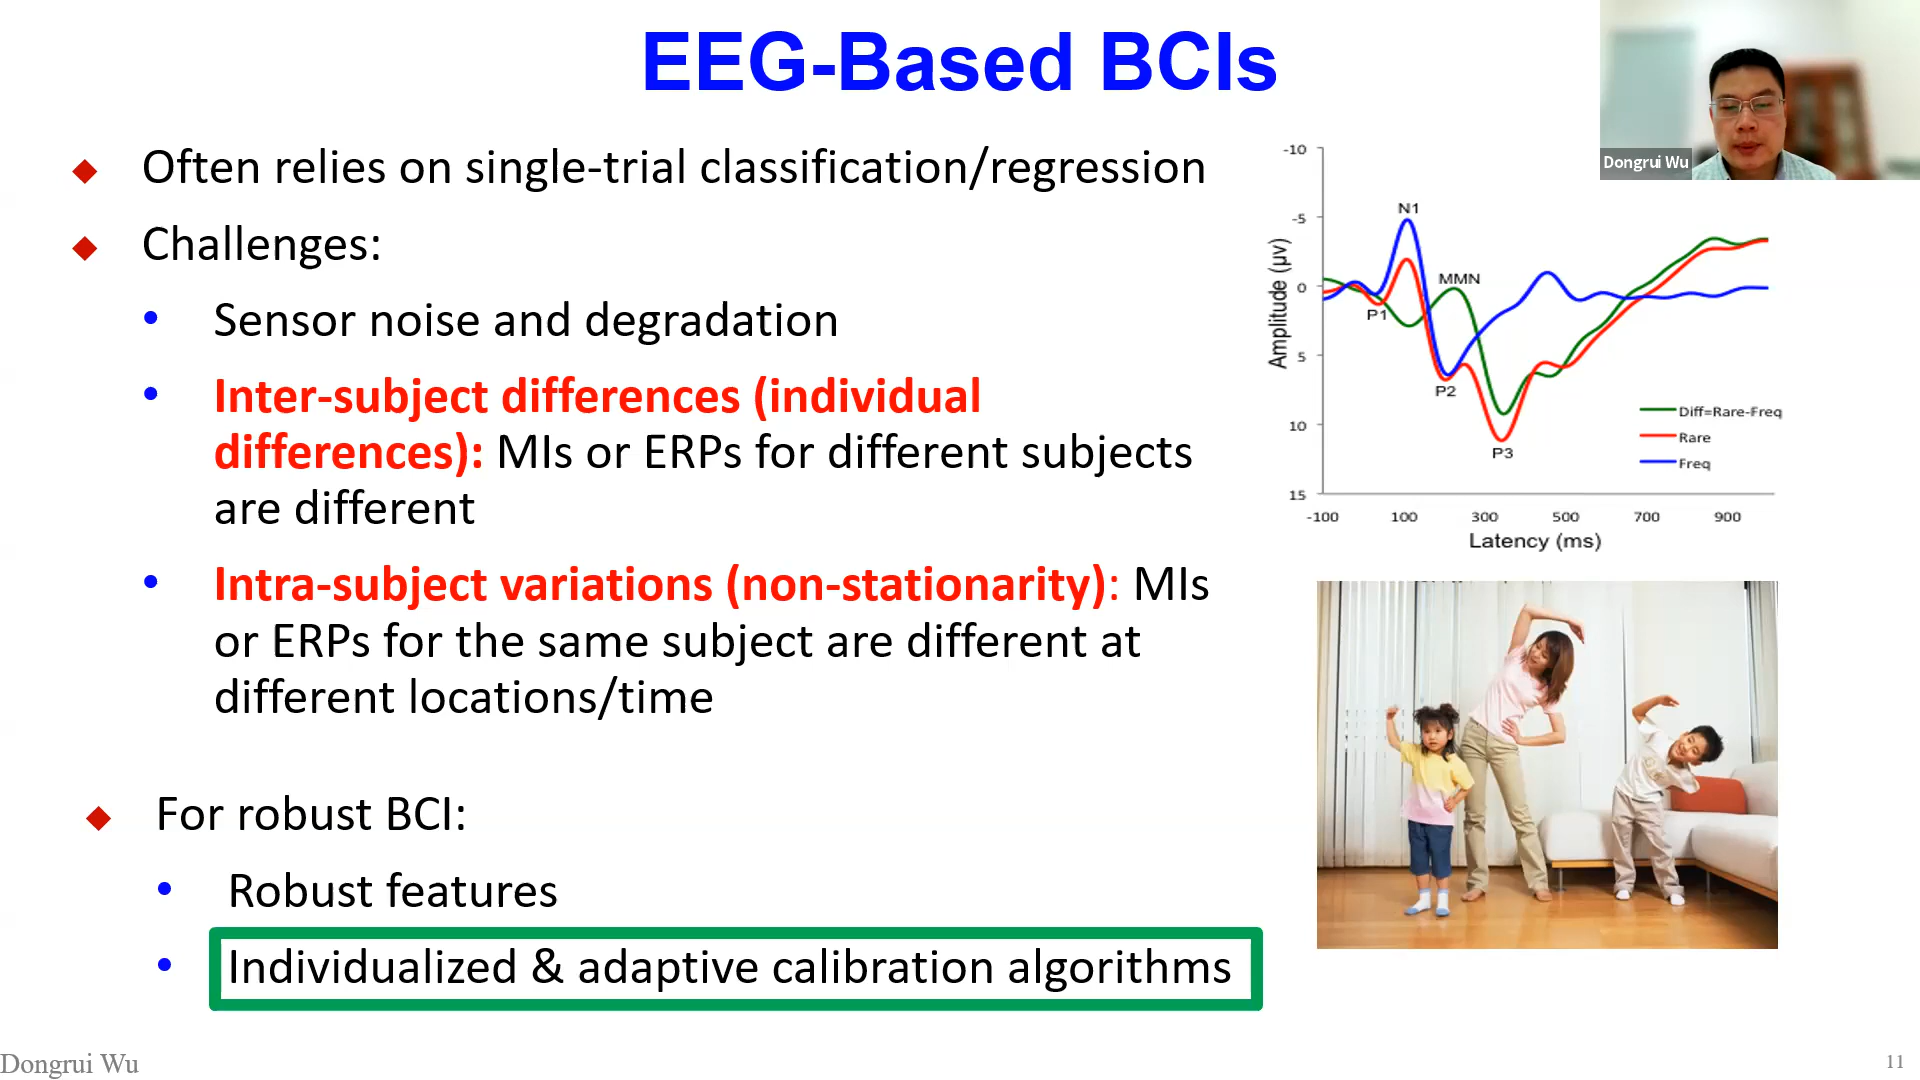 EEG-Based BCIs
Often relies on single-trial classification/regression
Challenges:
Sensor noise and degradation
Inter-subject differences (individual
differences): MIs or ERPs for different subjects
are different
Intra-subject variations (non-stationarity): MIs
or ERPs for the same subject are different at
different locations/time
For robust BCI:
Robust features
Individualized & adaptive calibration algorithms
Dongrui Wu
-10
-5
0
5
10
15
Amplitude (μv)
N1
MMN
P1
P2
P3
Diff=Rare-Freq
Rare
Freq
-100 100 300 500 700 900
Latency (ms)
Dongrui Wu
11